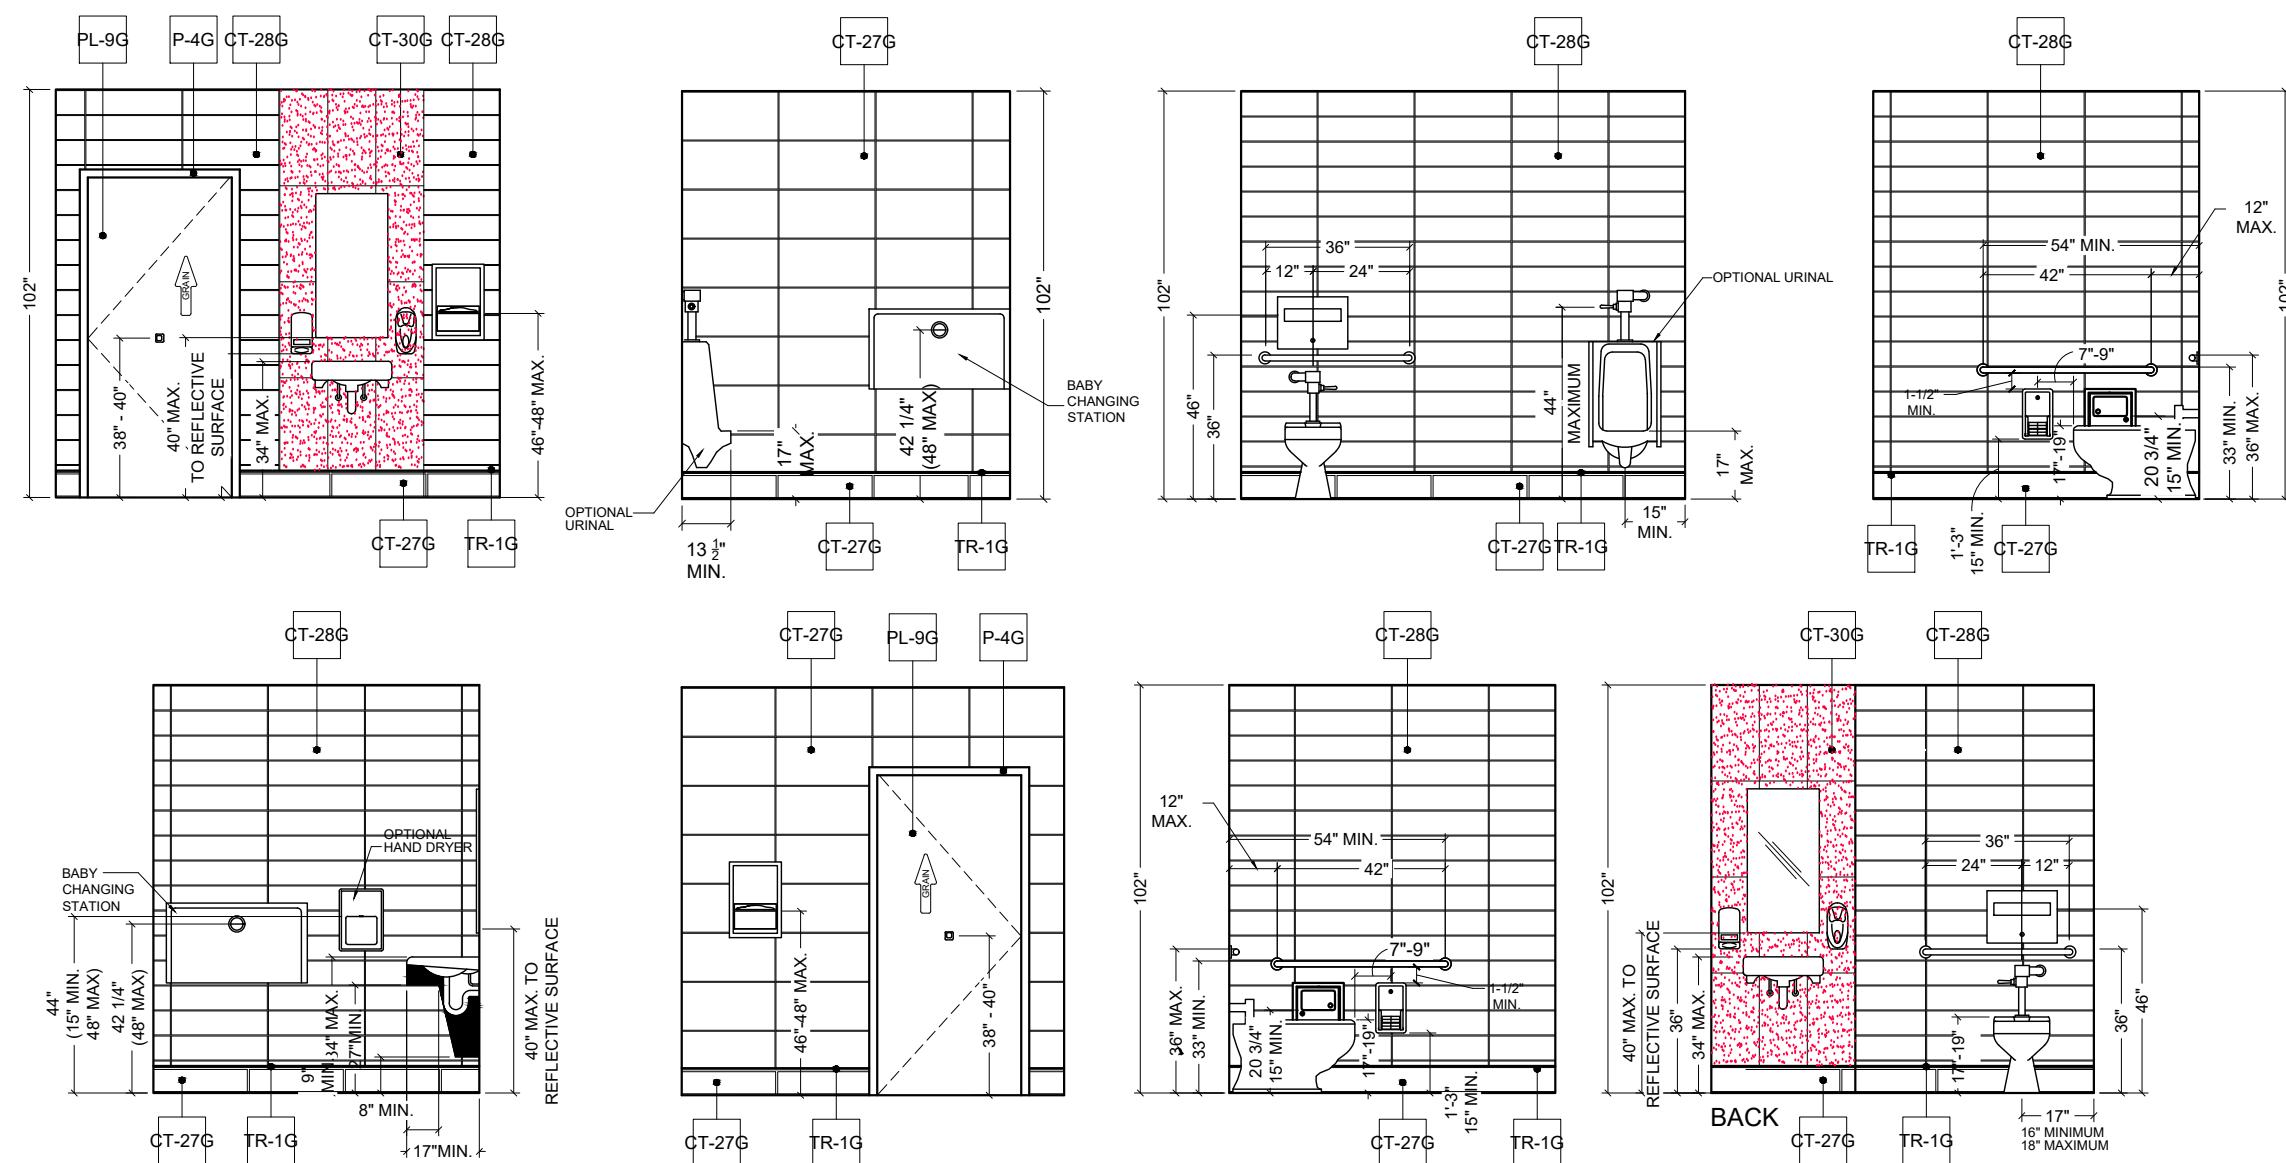 PL-9G
P-4G
CT-28G
CT-30G
CT-28G
102"
GRAIN
38" - 40"
40" MAX.
TO REFLECTIVE
SURFACE
34" MAX.
46"-48" MAX.
CT-27G
TR-1G
CT-27G
102"
42 1/4"
(48" MAX)
17"
MAX.
BABY
CHANGING
STATION
OPTIONAL
URINAL
13 1/2"
MIN.
CT-27G
TR-1G
CT-28G
102"
36"
12"
24"
OPTIONAL URINAL
46"
36"
44"
MAXIMUM
17"
MAX.
CT-27G
TR-1G
15"
MIN.
CT-28G
12"
MAX.
54" MIN.
42"
102"
7"-9"
1-1/2"
MIN.
17"-19"
20 3/4"
15" MIN.
33" MIN.
36" MAX.
TR-1G
1'-3"
15" MIN.
CT-27G
CT-28G
OPTIONAL
HAND DRYER
BABY
CHANGING
STATION
44"
(15" MIN.
48" MAX)
42 1/4"
(48" MAX)
9"
MIN.
34" MAX.
27"MIN.
40" MAX. TO
REFLECTIVE SURFACE
8" MIN.
17"MIN.
CT-27G
TR-1G
CT-27G
PL-9G
P-4G
GRAIN
46"-48" MAX.
38" - 40"
CT-27G
TR-1G
CT-28G
12"
MAX.
102"
54" MIN.
42"
7"-9"
1-1/2"
MIN.
36" MAX.
33" MIN.
20 3/4"
15" MIN.
17"-19"
1'-3"
15" MIN.
CT-27G
TR-1G
CT-30G
CT-28G
102"
36"
24"
12"
40" MAX. TO
REFLECTIVE SURFACE
36"
34" MAX.
17"-19"
36"
46"
BACK
17"
16" MINIMUM
18" MAXIMUM
CT-27G
TR-1G